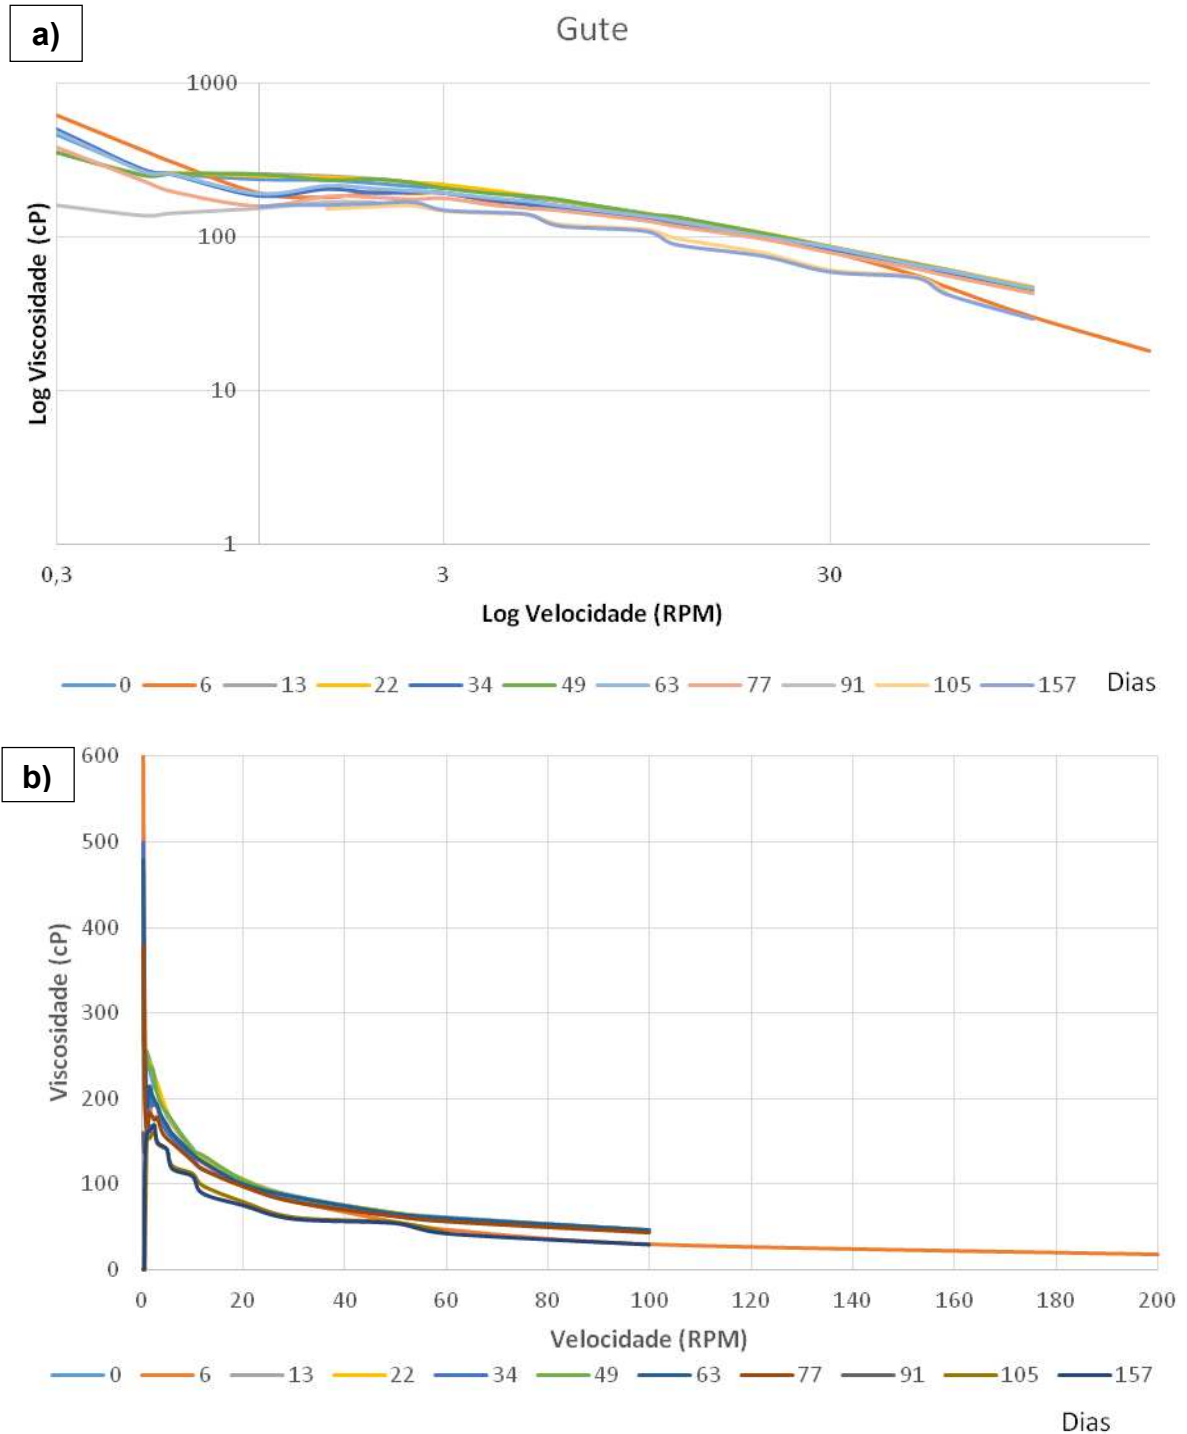 a)
Gute
1000
100
10
1
0,3 3 30
Log Viscosidade (cP)
Log Velocidade (RPM)
0 6 13 22 34 49 63 77 91 105 157 Dias
b)
600
500
400
300
200
100
0
0 20 40 60 80 100 120 140 160 180 200
Viscosidade (cP)
Velocidade (RPM)
0 6 13 22 34 49 63 77 91 105 157
Dias